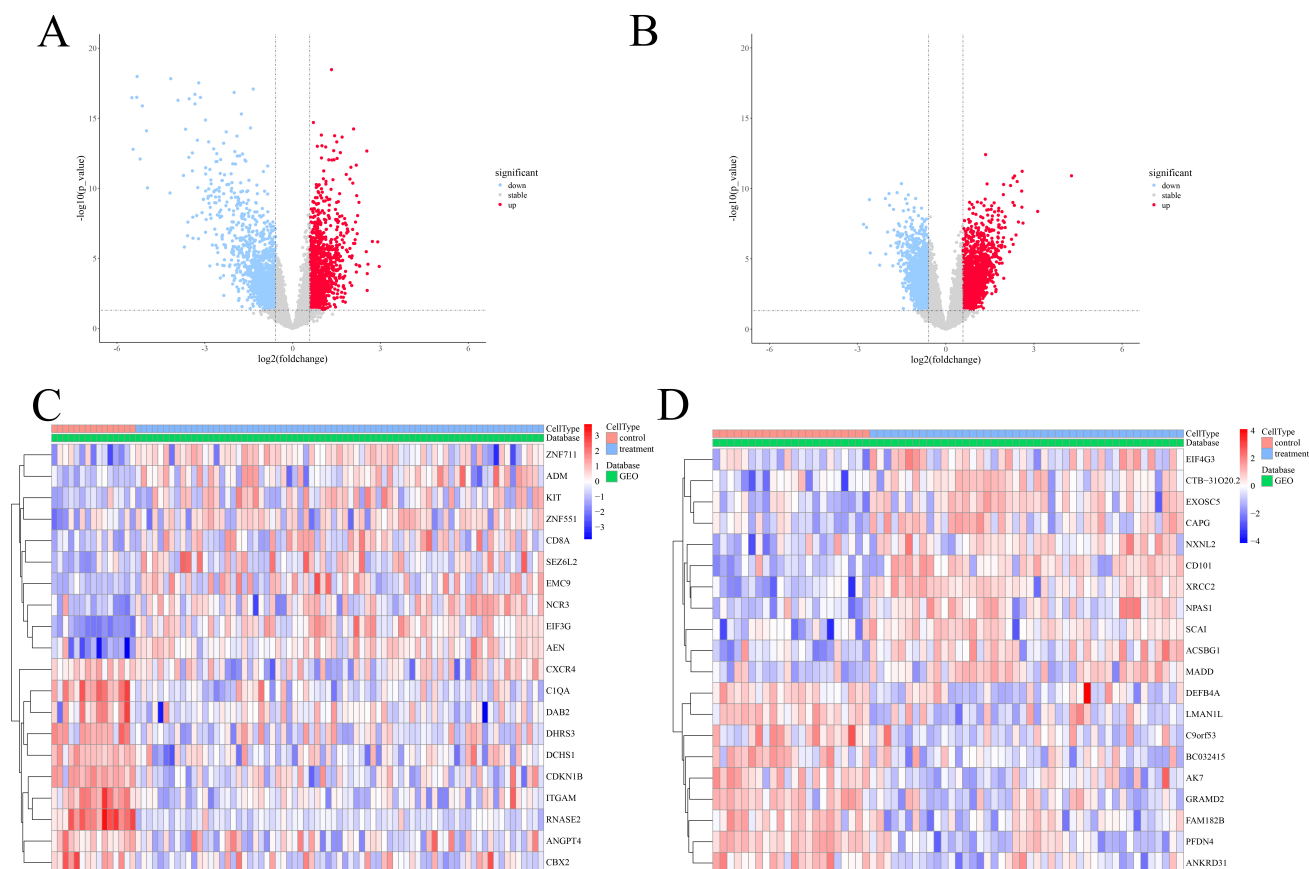 A
20
15
10
5
0
-log10(p_value)
-6
-3
0
3
6
log2(foldchange)
significant
down
stable
up
B
20
15
10
5
0
-log10(p_value)
-6
-3
0
3
6
log2(foldchange)
significant
down
stable
up
C
CellType
Database
ZNF711
ADM
KIT
ZNF551
CD8A
SEZ6L2
EMC9
NCR3
EIF3G
AEN
CXCR4
C1QA
DAB2
DHRS3
DCHS1
CDKN1B
ITGAM
RNASE2
ANGPT4
CBX2
3
2
1
0
−1
−2
−3
CellType
control
treatment
Database
GEO
D
CellType
Database
EIF4G3
CTB−31O20.2
EXOSC5
CAPG
NXNL2
CD101
XRCC2
NPAS1
SCAI
ACSBG1
MADD
DEFB4A
LMAN1L
C9orf53
BC032415
AK7
GRAMD2
FAM182B
PFDN4
ANKRD31
4
2
0
−2
−4
CellType
control
treatment
Database
GEO